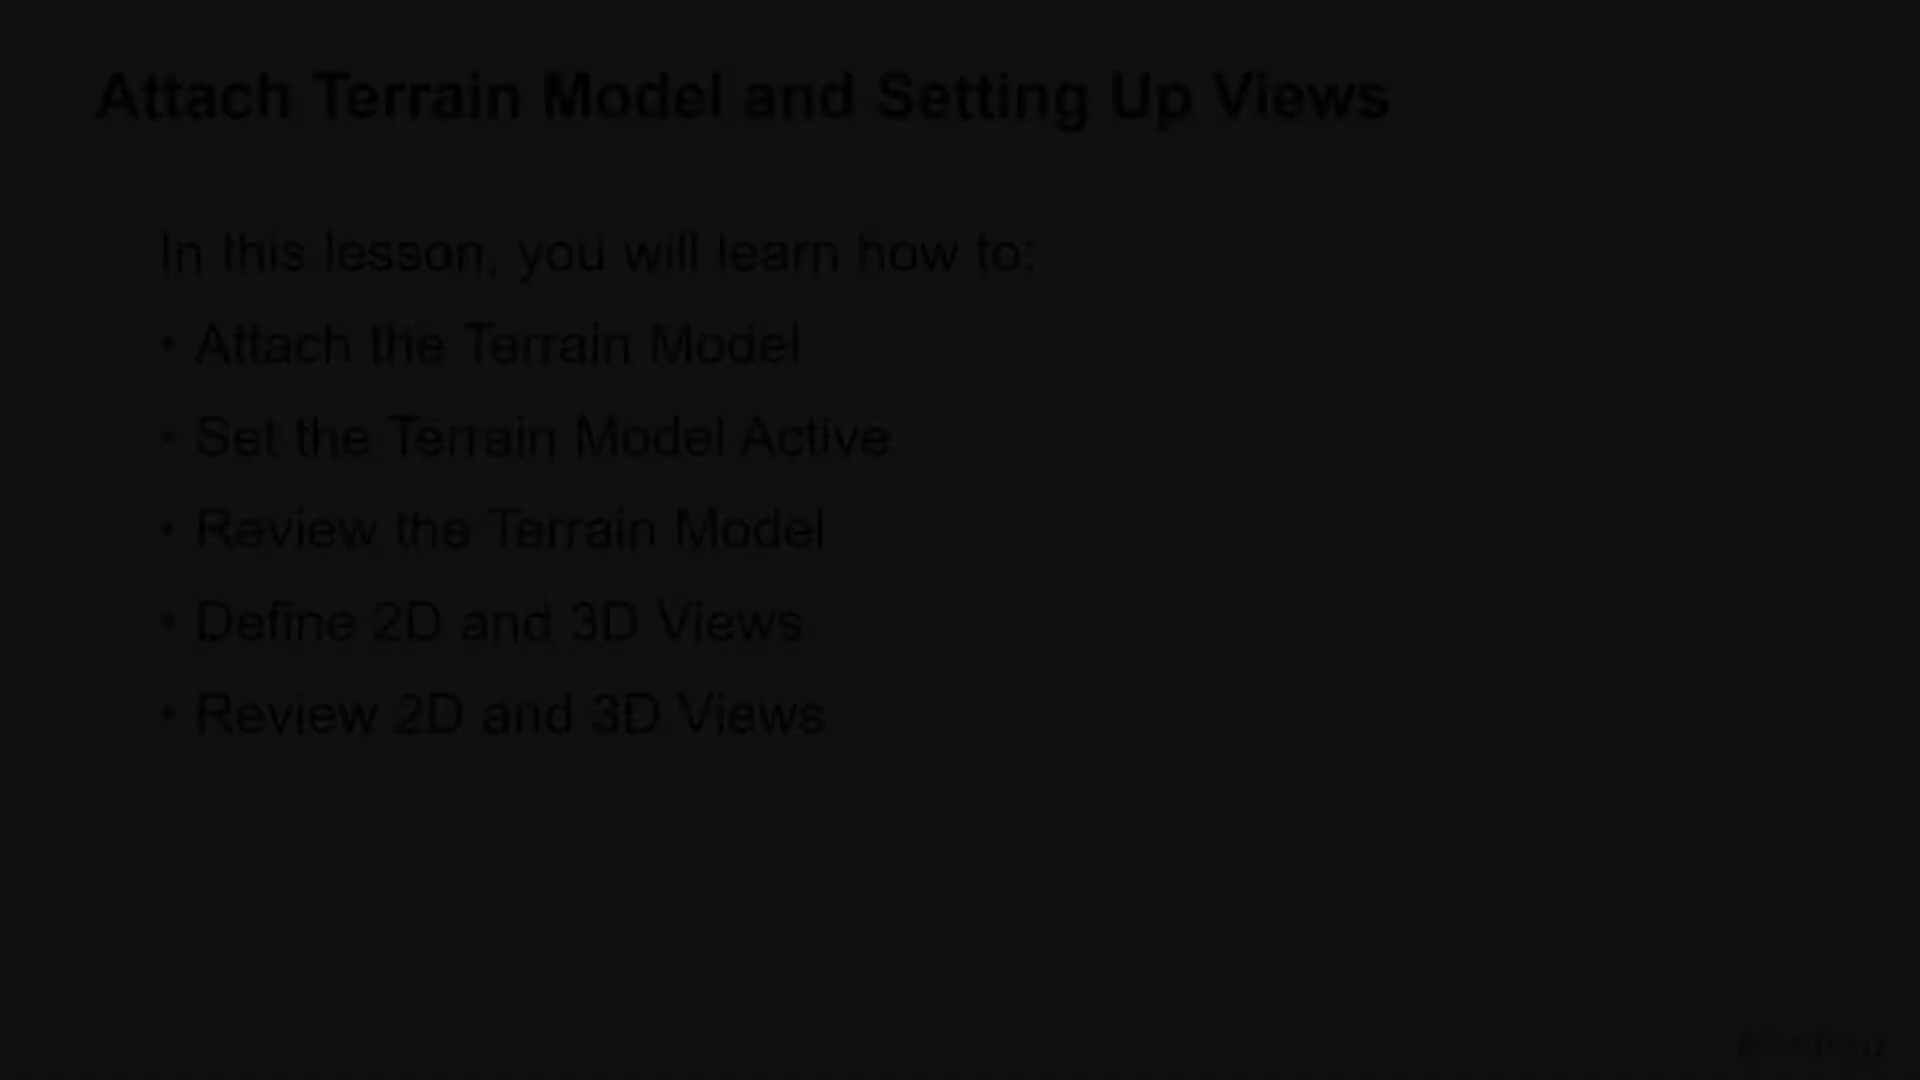 Attach Terrain Model and Setting Up Views
In this lesson, you will learn how to:
• Attach the Terrain Model
• Set the Terrain Model Active
• Review the Terrain Model
• Define 2D and 3D Views
• Review 2D and 3D Views